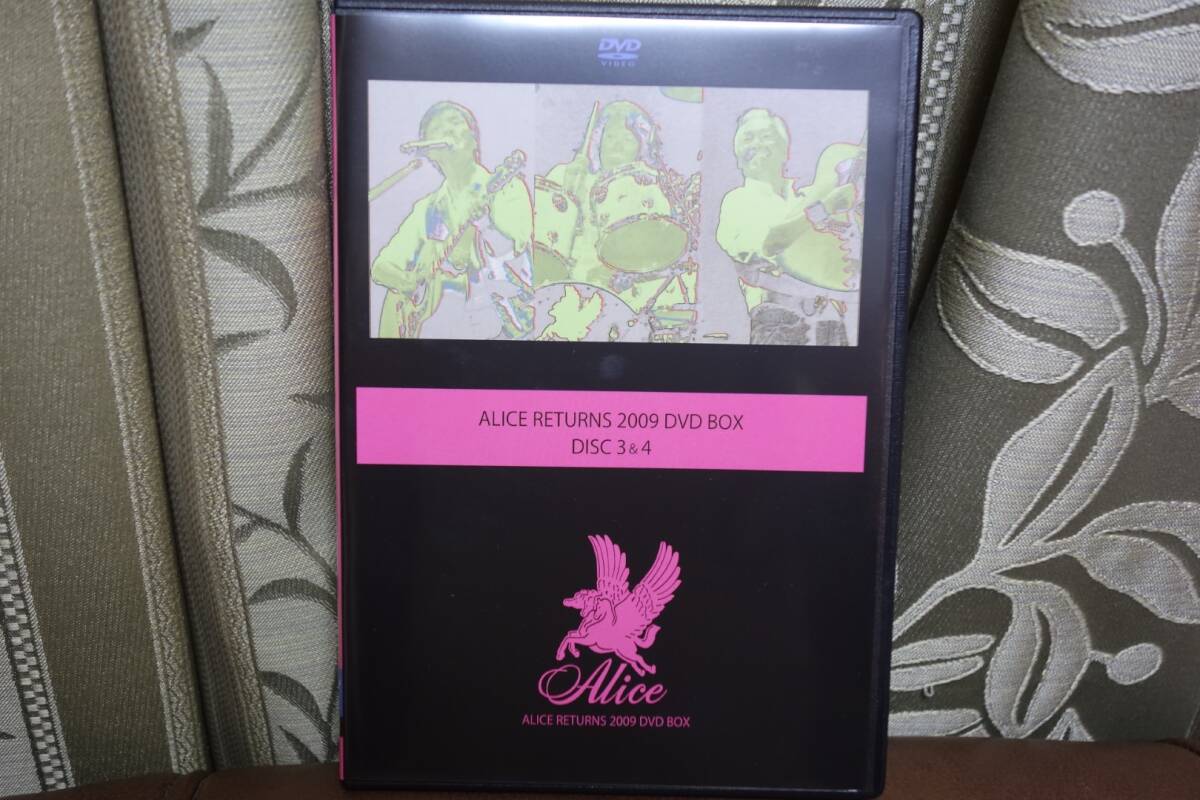 DVD
VIDEO
ALICE RETURNS 2009 DVD BOX
DISC 3 & 4
Alice
ALICE RETURNS 2009 DVD BOX